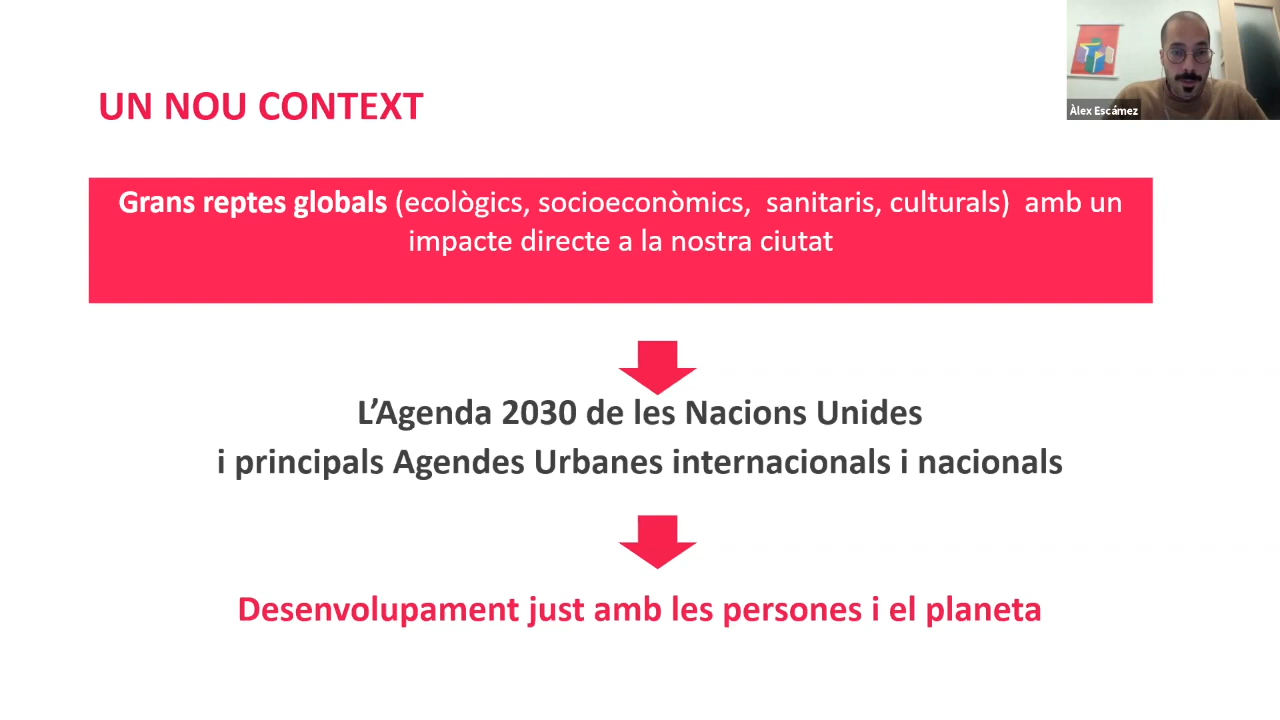 UN NOU CONTEXT
Àlex Escámez
Grans reptes globals (ecològics, socioeconòmics, sanitaris, culturals) amb un
impacte directe a la nostra ciutat
L’Agenda 2030 de les Nacions Unides
i principals Agendes Urbanes internacionals i nacionals
Desenvolupament just amb les persones i el planeta